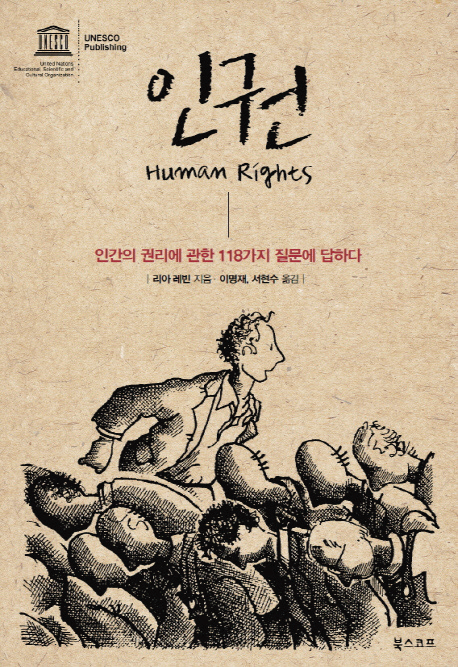 UNESCO
Publishing
UNESCO
United Nations
Educational, Scientific and
Cultural Organization
인권
Human Rights
인간의 권리에 관한 118가지 질문에 답하다
| 리아 레빈 지음 · 이명재, 서현수 옮김 |
북스코프